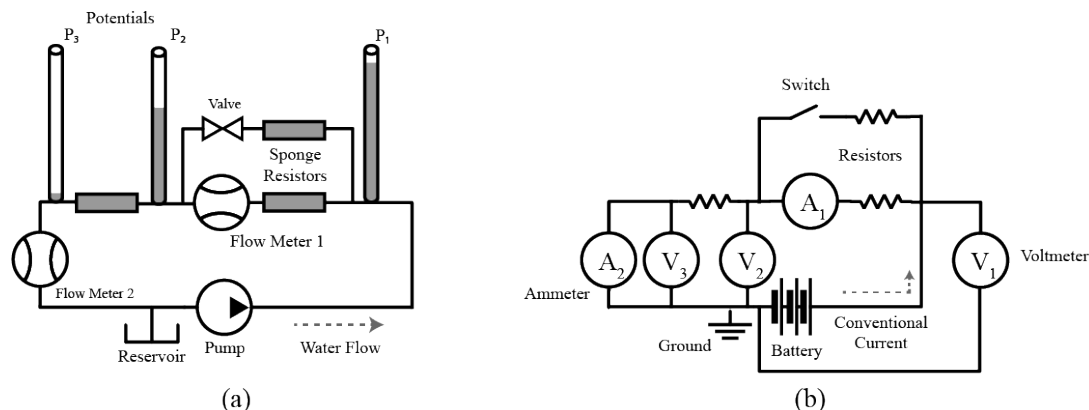 Potentials
P3
P2
P1
Valve
Sponge
Resistors
Flow Meter 1
Flow Meter 2
Reservoir
Pump
Water Flow
(a)
Switch
Resistors
A1
A2
V3
V2
V1
Voltmeter
Ammeter
Ground
Battery
Conventional
Current
(b)